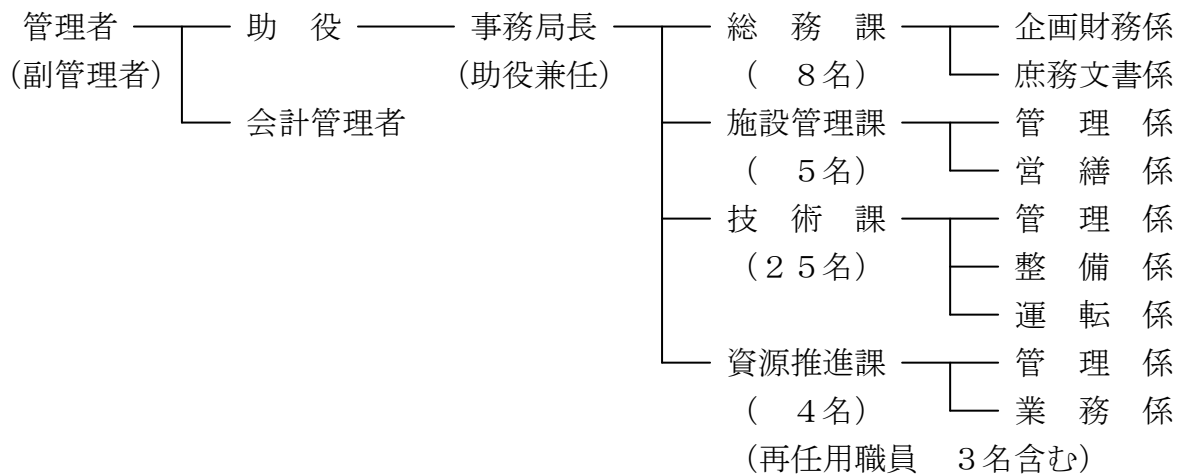 管理者 助　役 事務局長 総　務　課 企画財務係
(副管理者) (助役兼任) (　８名) 庶務文書係
会計管理者 施設管理課 管　理　係
(　５名) 営　繕　係
技　術　課 管　理　係
(２５名) 整　備　係
運　転　係
資源推進課 管　理　係
(　４名) 業　務　係
(再任用職員　３名含む)